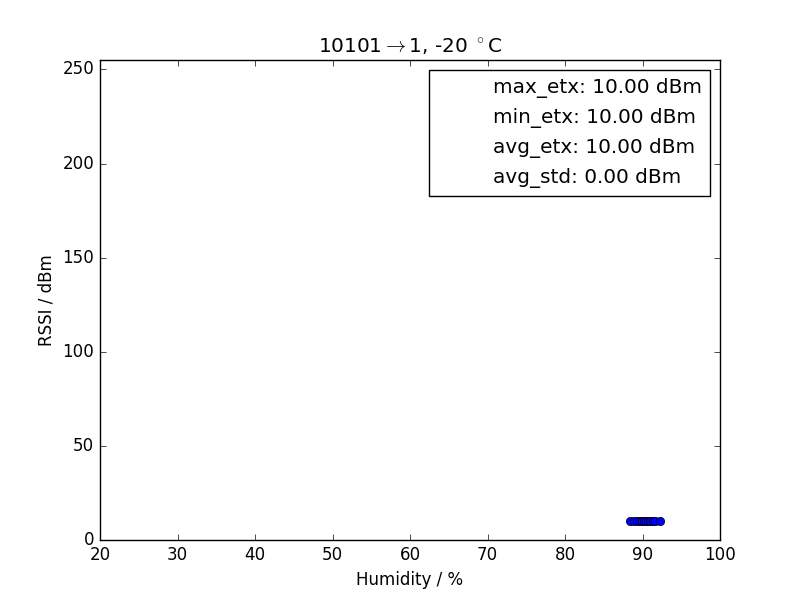 10101→1, -20 °C
max_etx: 10.00 dBm
min_etx: 10.00 dBm
avg_etx: 10.00 dBm
avg_std: 0.00 dBm
RSSI / dBm
250
200
150
100
50
0
20 30 40 50 60 70 80 90 100
Humidity / %